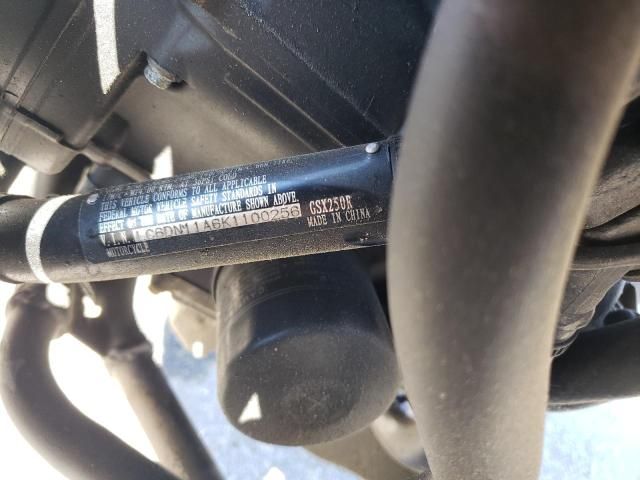 THIS VEHICLE CONFORMS TO ALL APPLICABLE
FEDERAL MOTOR VEHICLE SAFETY STANDARDS IN
EFFECT ON THE DATE OF MANUFACTURE SHOWN ABOVE.
V.I.N. LC6DNM1A6K1100256 GSX250R
MOTORCYCLE MADE IN CHINA